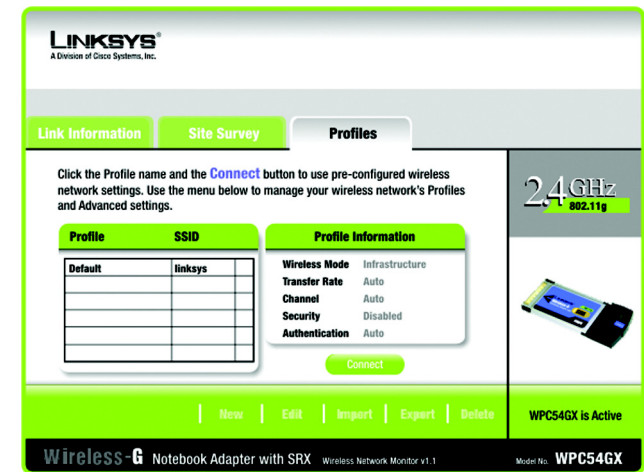 LINKSYS®
A Division of Cisco Systems, Inc.
Link Information Site Survey Profiles
Click the Profile name and the Connect button to use pre-configured wireless
network settings. Use the menu below to manage your wireless network's Profiles
and Advanced settings.
2.4GHz
802.11g
Profile SSID
Default linksys
Profile Information
Wireless Mode Infrastructure
Transfer Rate Auto
Channel Auto
Security Disabled
Authentication Auto
Connect
New Edit Import Export Delete
WPC54GX is Active
Wireless-G Notebook Adapter with SRX Wireless Network Monitor v1.1 Model No. WPC54GX